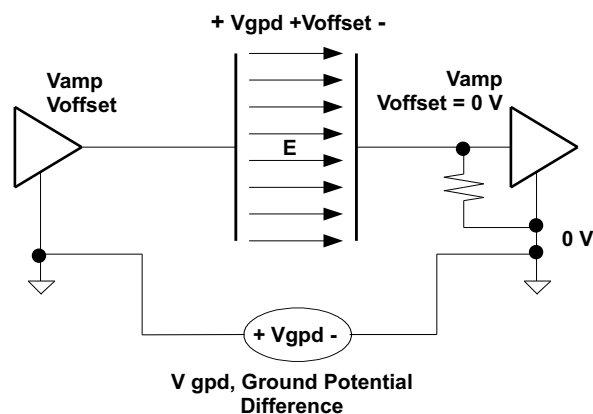 + Vgpd +Voffset -
Vamp
Voffset
Vamp
Voffset = 0 V
E
0 V
+ Vgpd -
V gpd, Ground Potential
Difference